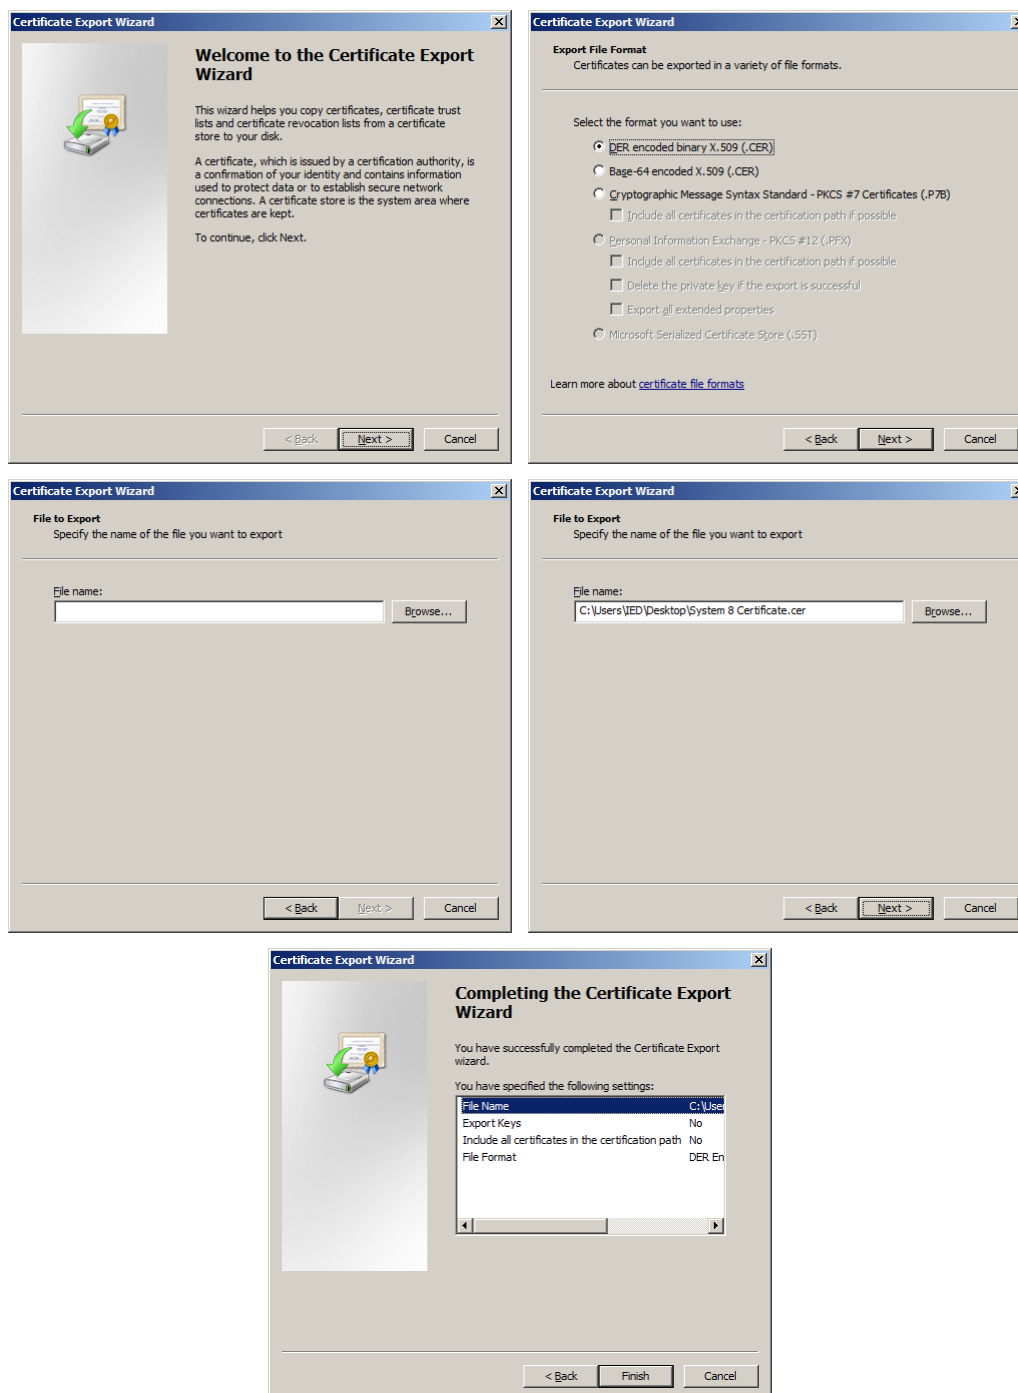 Certificate Export Wizard
Welcome to the Certificate Export
Wizard
This wizard helps you copy certificates, certificate trust
lists and certificate revocation lists from a certificate
store to your disk.
A certificate, which is issued by a certification authority, is
a confirmation of your identity and contains information
used to protect data or to establish secure network
connections. A certificate store is the system area where
certificates are kept.
To continue, click Next.
< Back
Next >
Cancel
Certificate Export Wizard
Export File Format
Certificates can be exported in a variety of file formats.
Select the format you want to use:
DER encoded binary X.509 (.CER)
Base-64 encoded X.509 (.CER)
Cryptographic Message Syntax Standard - PKCS #7 Certificates (.P7B)
Include all certificates in the certification path if possible
Personal Information Exchange - PKCS #12 (.PFX)
Include all certificates in the certification path if possible
Delete the private key if the export is successful
Export all extended properties
Microsoft Serialized Certificate Store (.SST)
Learn more about certificate file formats
< Back
Next >
Cancel
Certificate Export Wizard
File to Export
Specify the name of the file you want to export
File name:
Browse...
< Back
Next >
Cancel
Certificate Export Wizard
File to Export
Specify the name of the file you want to export
File name:
C:\Users\IED\Desktop\System 8 Certificate.cer
Browse...
< Back
Next >
Cancel
Certificate Export Wizard
Completing the Certificate Export
Wizard
You have successfully completed the Certificate Export
wizard.
You have specified the following settings:
File Name C:\User
Export Keys No
Include all certificates in the certification path No
File Format DER En
< Back
Finish
Cancel